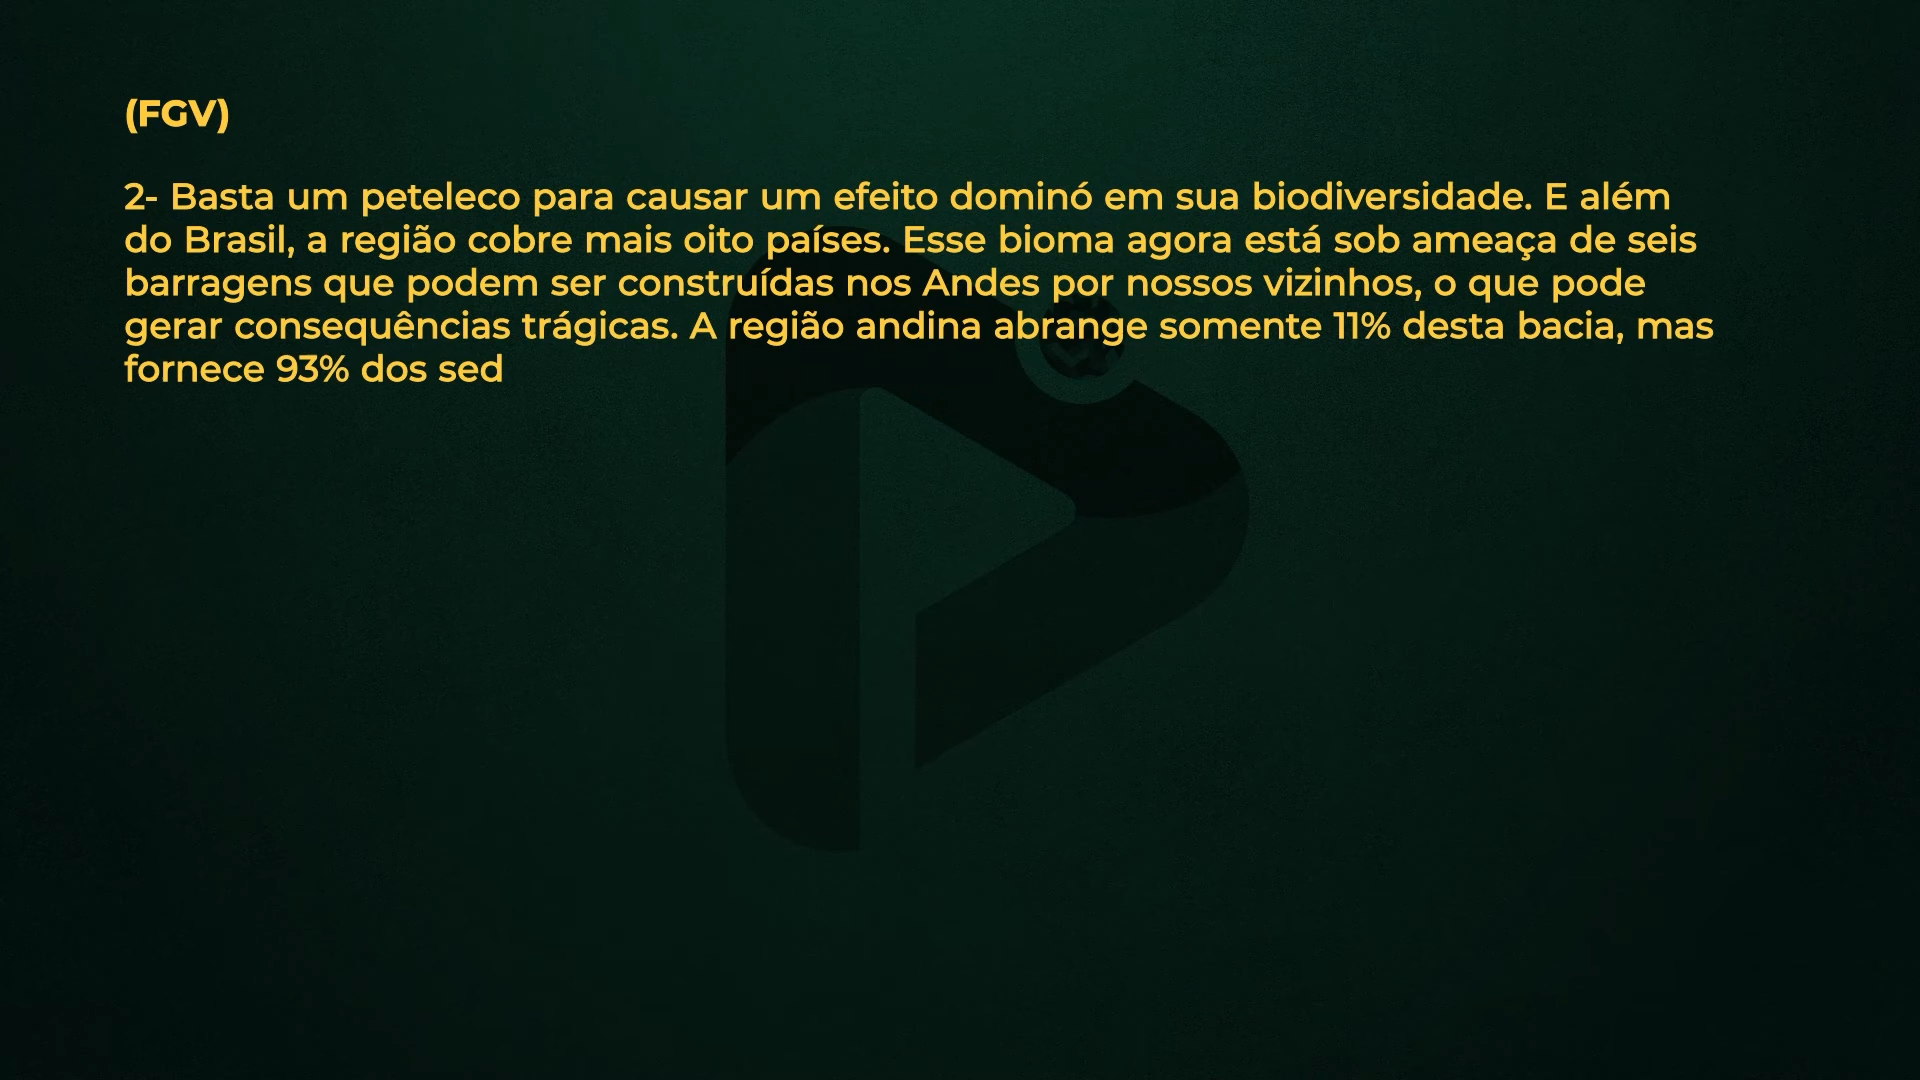 (FGV)
2- Basta um peteleco para causar um efeito dominó em sua biodiversidade. E além
do Brasil, a região cobre mais oito países. Esse bioma agora está sob ameaça de seis
barragens que podem ser construídas nos Andes por nossos vizinhos, o que pode
gerar consequências trágicas. A região andina abrange somente 11% desta bacia, mas
fornece 93% dos sed